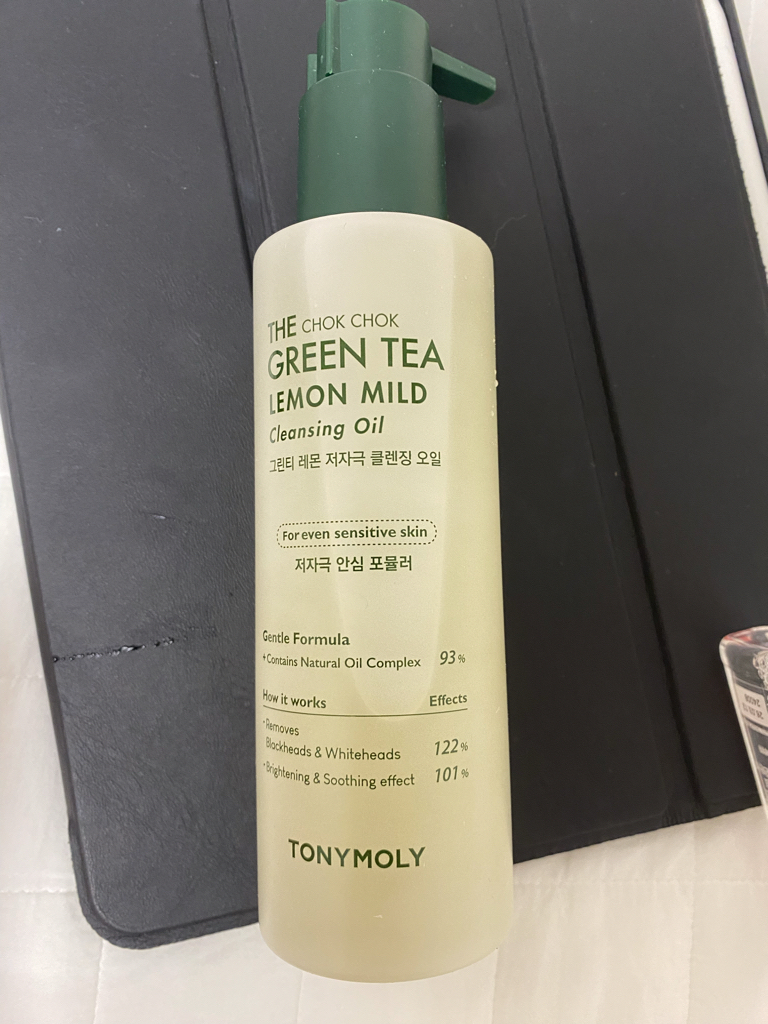 THE CHOK CHOK
GREEN TEA
LEMON MILD
Cleansing Oil
그린티 레몬 저자극 클렌징 오일
For even sensitive skin
저자극 안심 포뮬러
Gentle Formula
+Contains Natural Oil Complex 93%
How it works Effects
-Removes
Blackheads & Whiteheads 122%
-Brightening & Soothing effect 101%
TONYMOLY